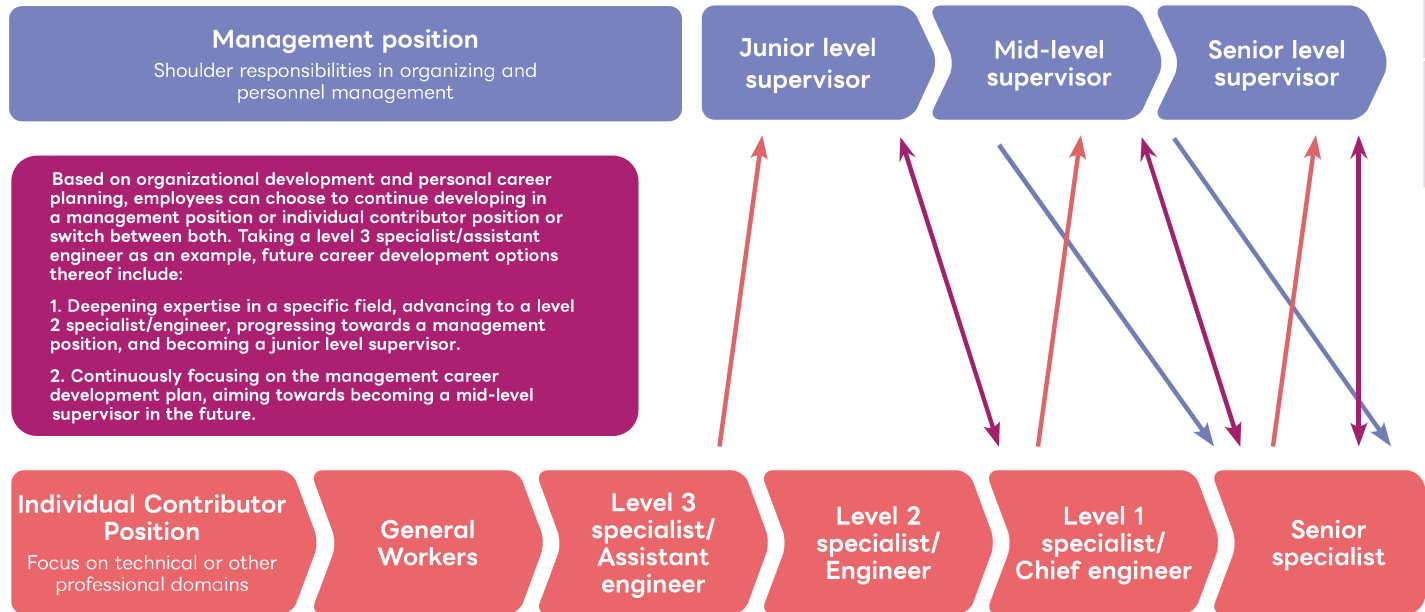 Management position
Shoulder responsibilities in organizing and
personnel management
Junior level
supervisor
Mid-level
supervisor
Senior level
supervisor
Based on organizational development and personal career
planning, employees can choose to continue developing in
a management position or individual contributor position or
switch between both. Taking a level 3 specialist/assistant
engineer as an example, future career development options
thereof include:
1. Deepening expertise in a specific field, advancing to a level
2 specialist/engineer, progressing towards a management
position, and becoming a junior level supervisor.
2. Continuously focusing on the management career
development plan, aiming towards becoming a mid-level
supervisor in the future.
Individual Contributor
Position
Focus on technical or other
professional domains
General
Workers
Level 3
specialist/
Assistant
engineer
Level 2
specialist/
Engineer
Level 1
specialist/
Chief engineer
Senior
specialist